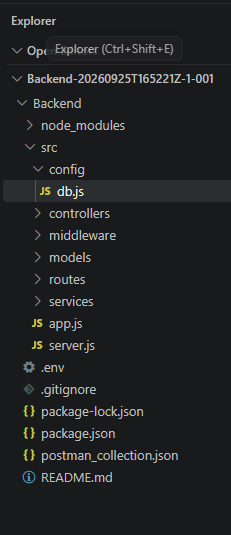 Explorer
Open
Explorer (Ctrl+Shift+E)
Backend-20260925T165221Z-1-001
Backend
node_modules
src
config
JS db.js
controllers
middleware
models
routes
services
JS app.js
JS server.js
.env
.gitignore
{} package-lock.json
{} package.json
{} postman_collection.json
README.md